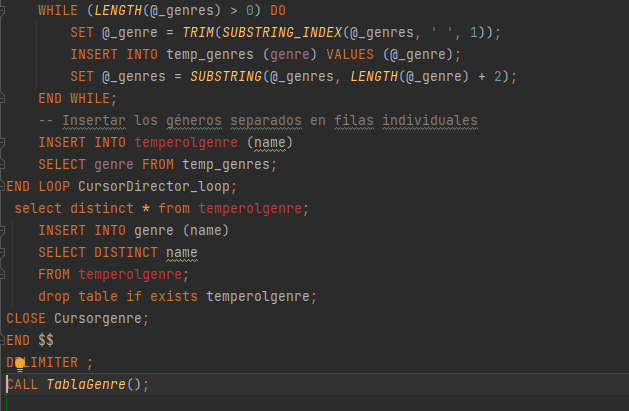 WHILE (LENGTH(@_genres) > 0) DO
SET @_genre = TRIM(SUBSTRING_INDEX(@_genres, ' ', 1));
INSERT INTO temp_genres (genre) VALUES (@_genre);
SET @_genres = SUBSTRING(@_genres, LENGTH(@_genre) + 2);
END WHILE;
-- Insertar los géneros separados en filas individuales
INSERT INTO temperolgenre (name)
SELECT genre FROM temp_genres;
END LOOP CursorDirector_loop;
select distinct * from temperolgenre;
INSERT INTO genre (name)
SELECT DISTINCT name
FROM temperolgenre;
drop table if exists temperolgenre;
CLOSE Cursorgenre;
END $$
DELIMITER ;
CALL TablaGenre();